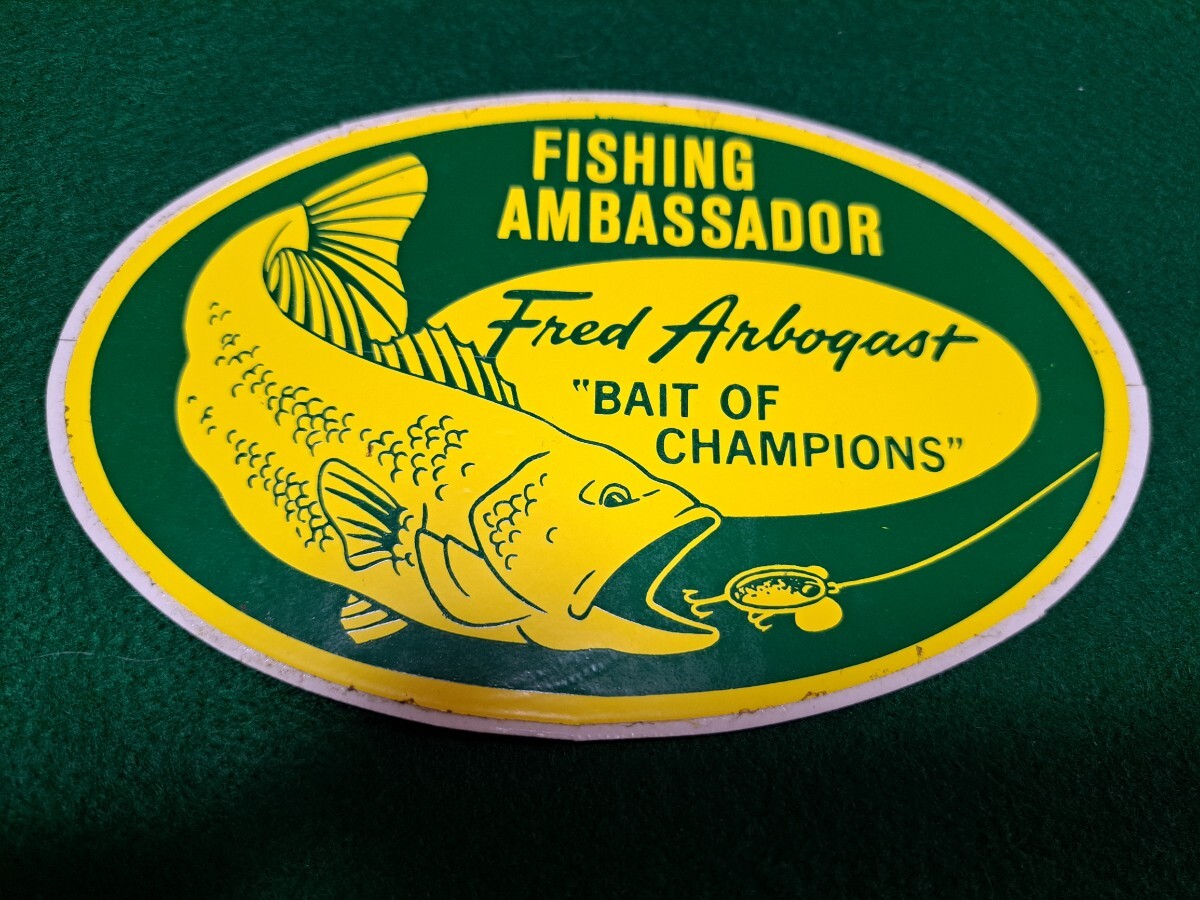 FISHING
AMBASSADOR
Fred Arbogast
"BAIT OF
CHAMPIONS"